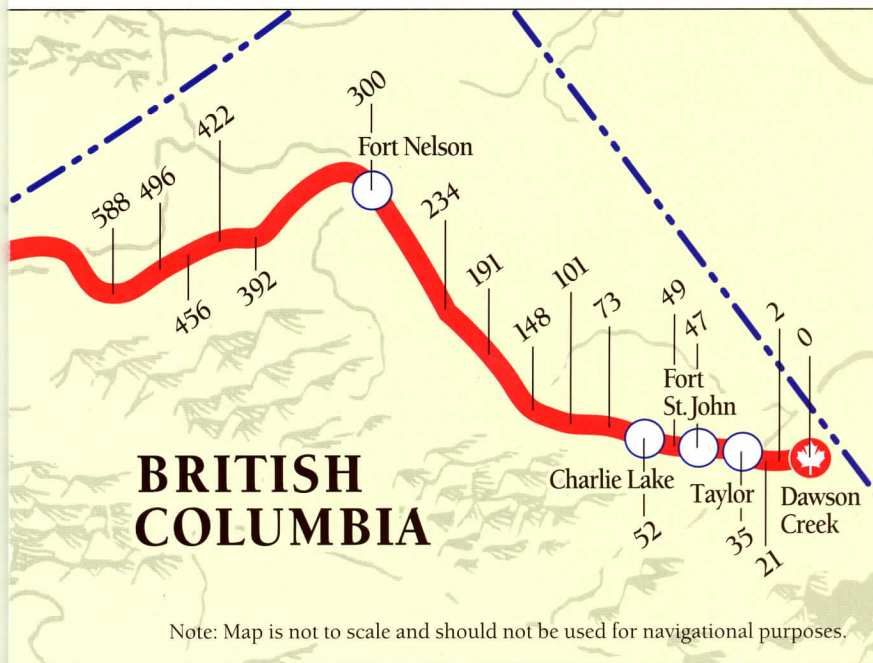 300
Fort Nelson
422
496
588
456
392
234
191
148
101
73
49
47
2
0
Fort
St. John
Charlie Lake
52
Taylor
35
21
Dawson
Creek
BRITISH
COLUMBIA
Note: Map is not to scale and should not be used for navigational purposes.